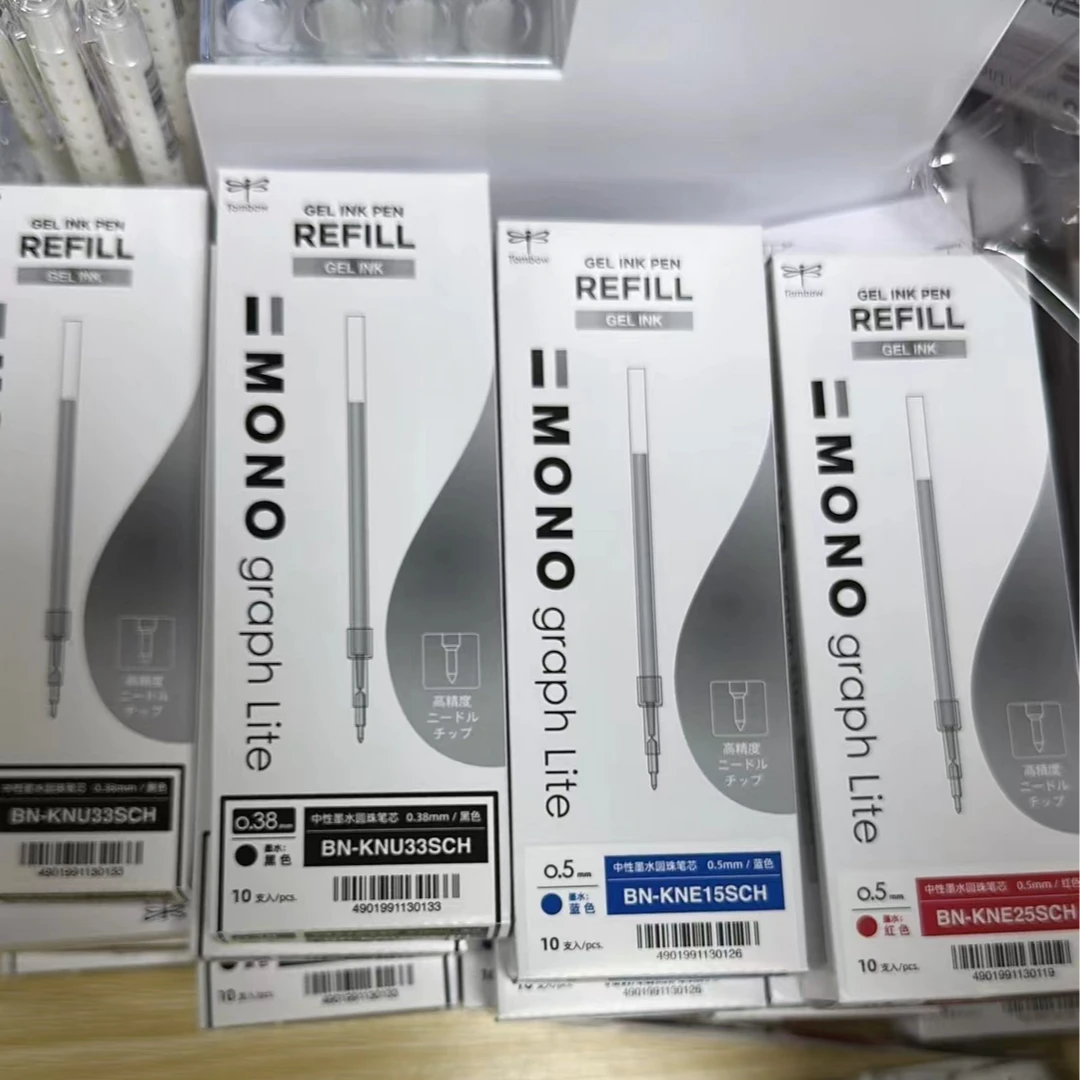 GEL INK PEN
REFILL
GEL INK
高精度
ニードル
チップ
中性墨水圆珠笔芯 0.38mm / 黑色
BN-KNU33SCH
4901991130133
Tombow
GEL INK PEN
REFILL
GEL INK
MONO graph Lite
高精度
ニードル
チップ
0.38mm
中性墨水圆珠笔芯 0.38mm / 黑色
墨水:
黑色
BN-KNU33SCH
10 支入/pcs.
4901991130133
10 支入/pcs.
4901991130133
Tombow
GEL INK PEN
REFILL
GEL INK
MONO graph Lite
高精度
ニードル
チップ
0.5mm
中性墨水圆珠笔芯 0.5mm / 蓝色
墨水:
蓝色
BN-KNE15SCH
10 支入/pcs.
4901991130126
4901991130126
Tombow
GEL INK PEN
REFILL
GEL INK
MONO graph Lite
高精度
ニードル
チップ
0.5mm
中性墨水圆珠笔芯 0.5mm / 红色
墨水:
红色
BN-KNE25SCH
10 支入/pcs.
4901991130119